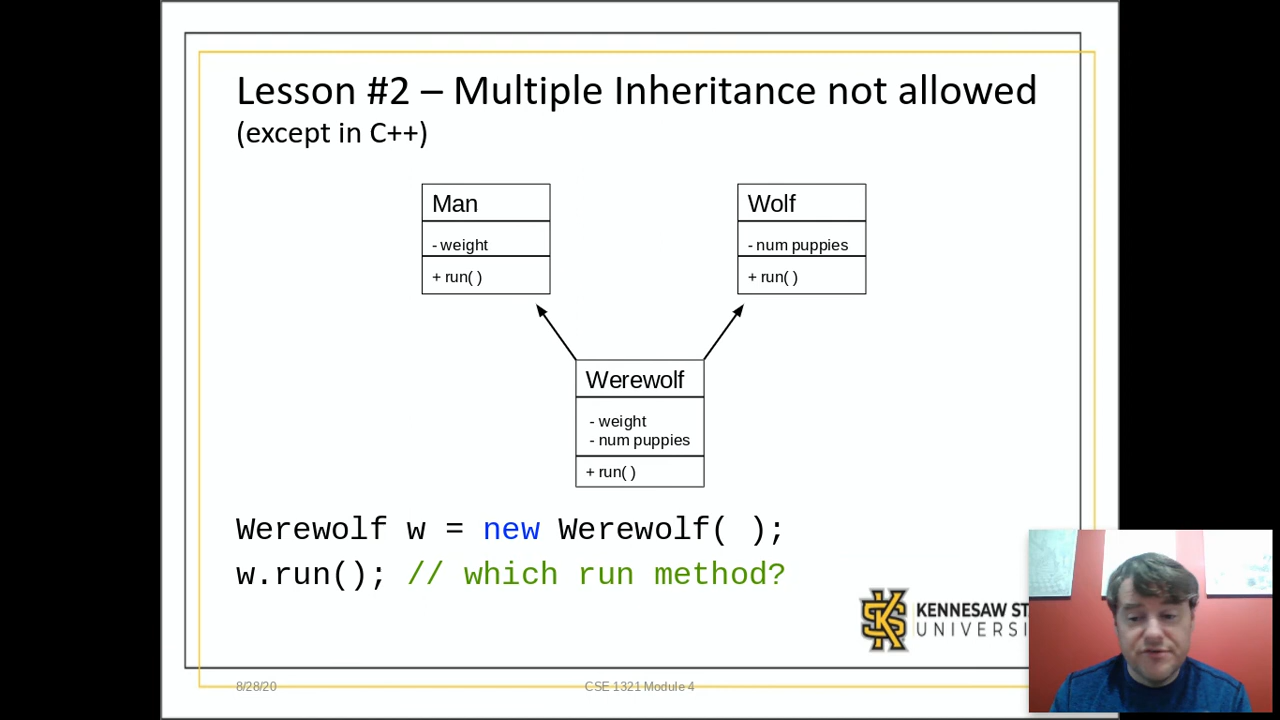 Lesson #2 – Multiple Inheritance not allowed
(except in C++)
Man
- weight
+ run( )
Wolf
- num puppies
+ run( )
Werewolf
- weight
- num puppies
+ run( )
Werewolf w = new Werewolf( );
w.run(); // which run method?
KENNESAW ST
UNIVERSI
8/28/20
CSE 1321 Module 4